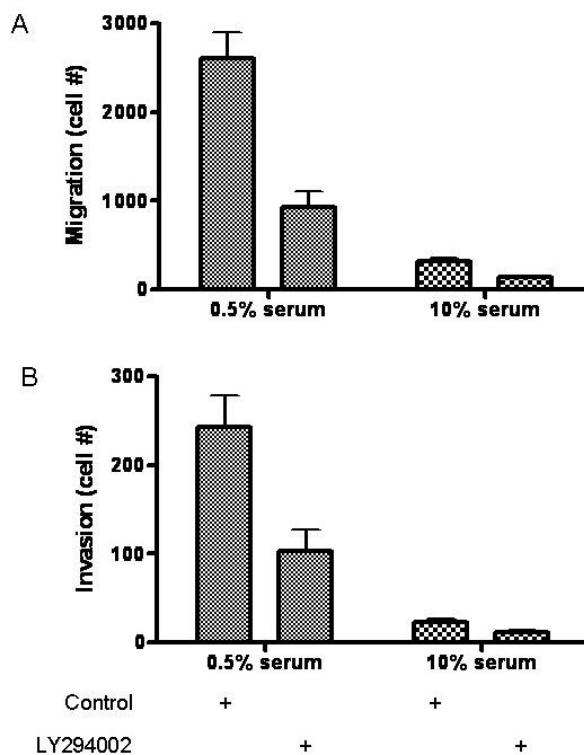 A
Migration (cell #)
3000
2000
1000
0
0.5% serum
10% serum
B
Invasion (cell #)
300
200
100
0
0.5% serum
10% serum
Control + +
LY294002 + +